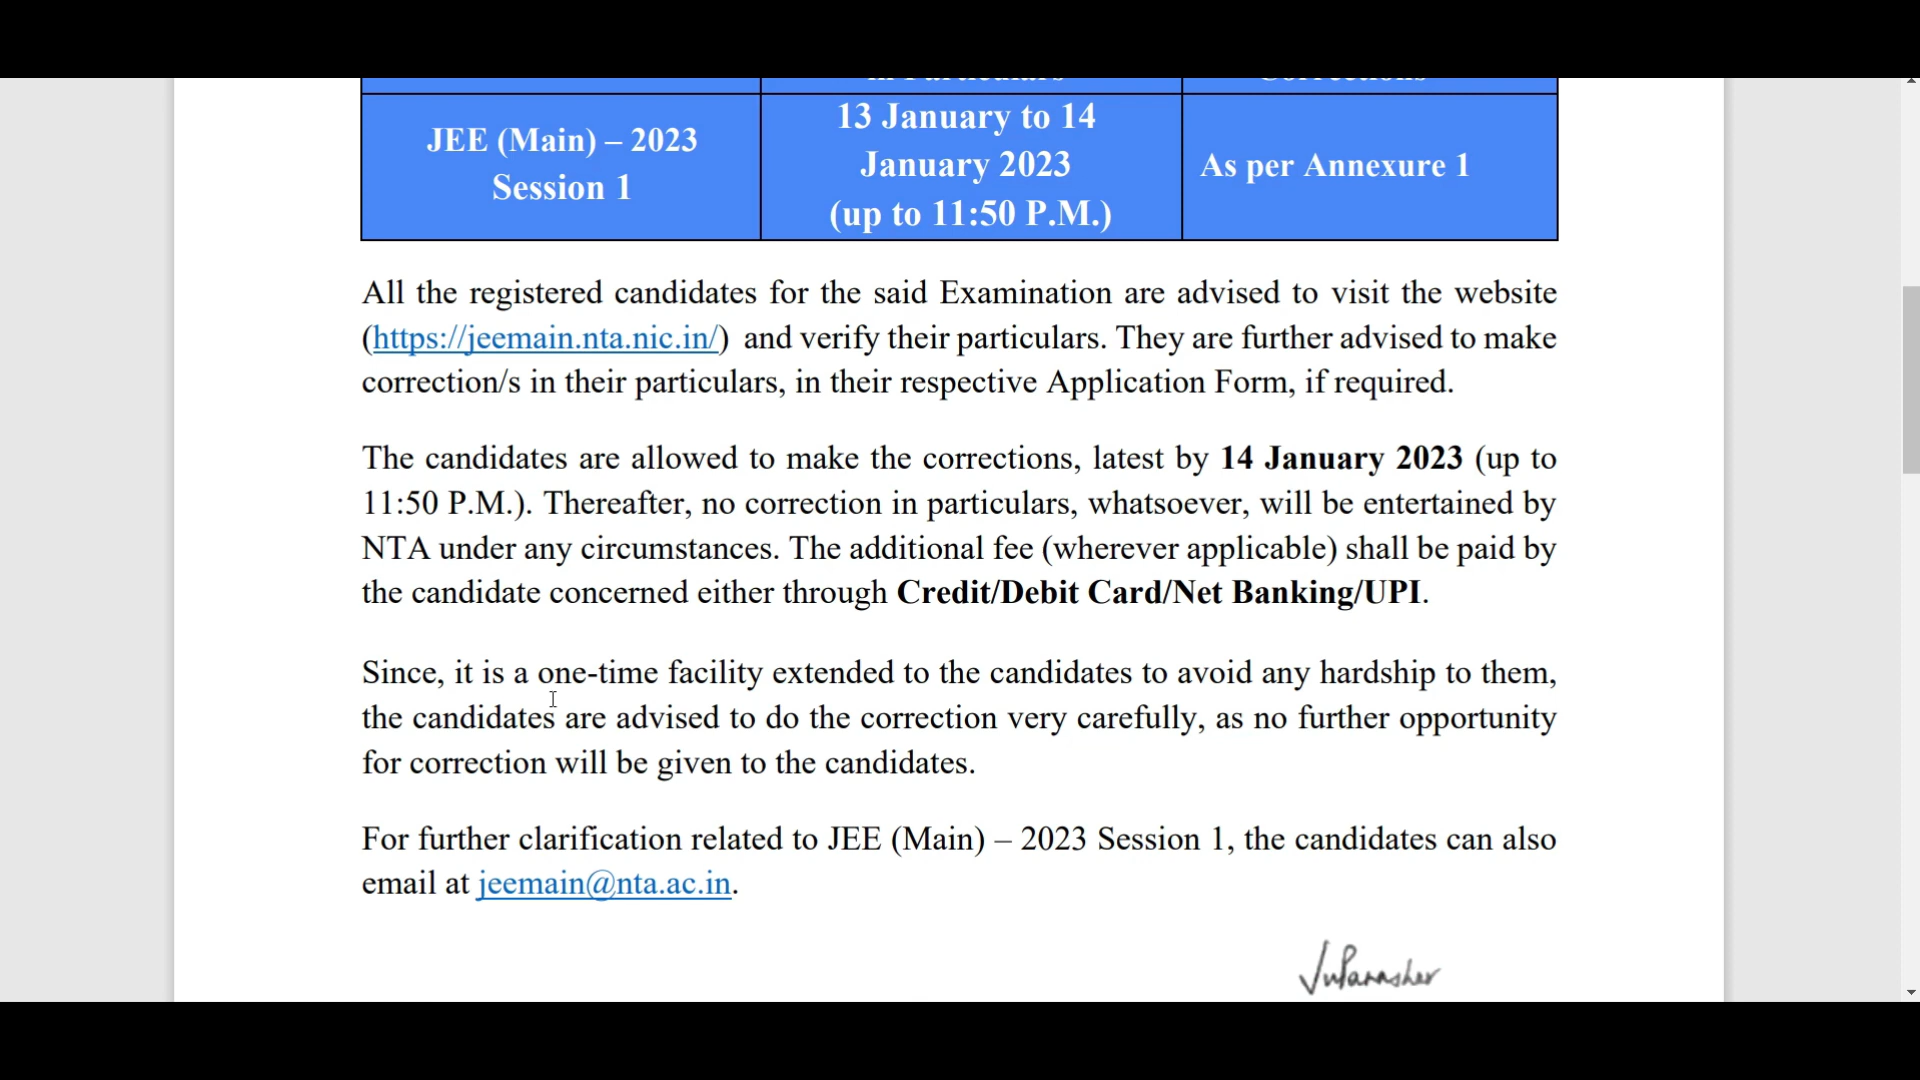 in Particulars
Corrections
JEE (Main) – 2023
Session 1
13 January to 14
January 2023
(up to 11:50 P.M.)
As per Annexure 1
All the registered candidates for the said Examination are advised to visit the website
(https://jeemain.nta.nic.in/) and verify their particulars. They are further advised to make
correction/s in their particulars, in their respective Application Form, if required.
The candidates are allowed to make the corrections, latest by 14 January 2023 (up to
11:50 P.M.). Thereafter, no correction in particulars, whatsoever, will be entertained by
NTA under any circumstances. The additional fee (wherever applicable) shall be paid by
the candidate concerned either through Credit/Debit Card/Net Banking/UPI.
Since, it is a one-time facility extended to the candidates to avoid any hardship to them,
the candidates are advised to do the correction very carefully, as no further opportunity
for correction will be given to the candidates.
For further clarification related to JEE (Main) – 2023 Session 1, the candidates can also
email at jeemain@nta.ac.in.